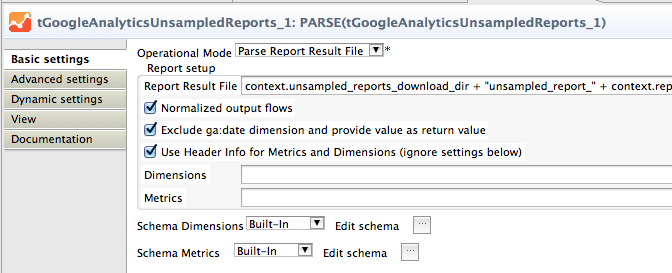 tGoogleAnalyticsUnsampledReports_1: PARSE(tGoogleAnalyticsUnsampledReports_1)
Basic settings
Advanced settings
Dynamic settings
View
Documentation
Operational Mode Parse Report Result File *
Report setup
Report Result File context.unsampled_reports_download_dir + "unsampled_report_" + context.rep
Normalized output flows
Exclude ga:date dimension and provide value as return value
Use Header Info for Metrics and Dimensions (ignore settings below)
Dimensions
Metrics
Schema Dimensions Built-In Edit schema ...
Schema Metrics Built-In Edit schema ...